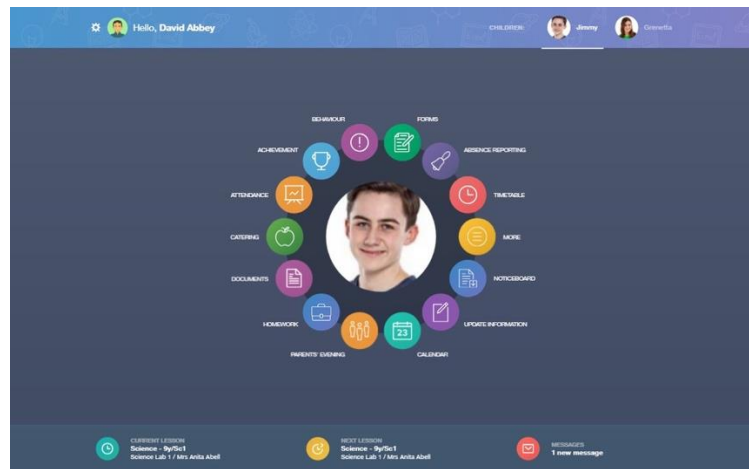 Hello, David Abbey
CHILDREN:
Jimmy
Grenetta
BEHAVIOUR
FORMS
ACHIEVEMENT
ABSENCE REPORTING
ATTENDANCE
TIMETABLE
CATERING
MORE
DOCUMENTS
NOTICEBOARD
HOMEWORK
UPDATE INFORMATION
PARENTS' EVENING
23
CALENDAR
CURRENT LESSON
Science - 9y/Sc1
Science Lab 1 / Mrs Anita Abell
NEXT LESSON
Science - 9y/Sc1
Science Lab 1 / Mrs Anita Abell
MESSAGES
1 new message